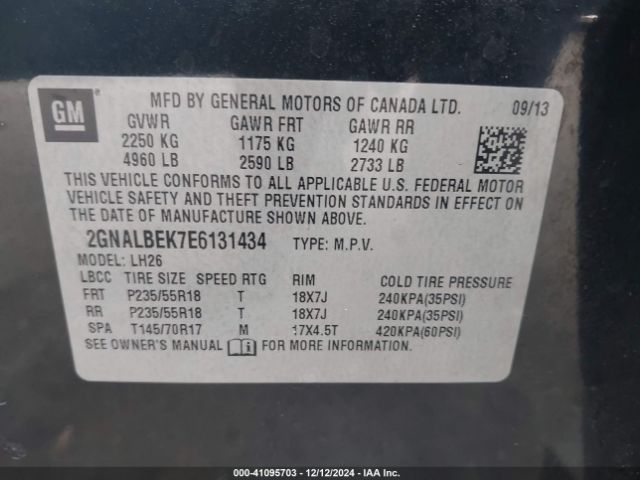 GM
MFD BY GENERAL MOTORS OF CANADA LTD. 09/13
GVWR GAWR FRT GAWR RR
2250 KG 1175 KG 1240 KG
4960 LB 2590 LB 2733 LB
THIS VEHICLE CONFORMS TO ALL APPLICABLE U.S. FEDERAL MOTOR
VEHICLE SAFETY AND THEFT PREVENTION STANDARDS IN EFFECT ON
THE DATE OF MANUFACTURE SHOWN ABOVE.
2GNALBEK7E6131434 TYPE: M.P.V.
MODEL: LH26
LBCC TIRE SIZE SPEED RTG RIM COLD TIRE PRESSURE
FRT P235/55R18 T 18X7J 240KPA(35PSI)
RR P235/55R18 T 18X7J 240KPA(35PSI)
SPA T145/70R17 M 17X4.5T 420KPA(60PSI)
SEE OWNER'S MANUAL FOR MORE INFORMATION.
000-41095703 - 12/12/2024 - IAAI.COM